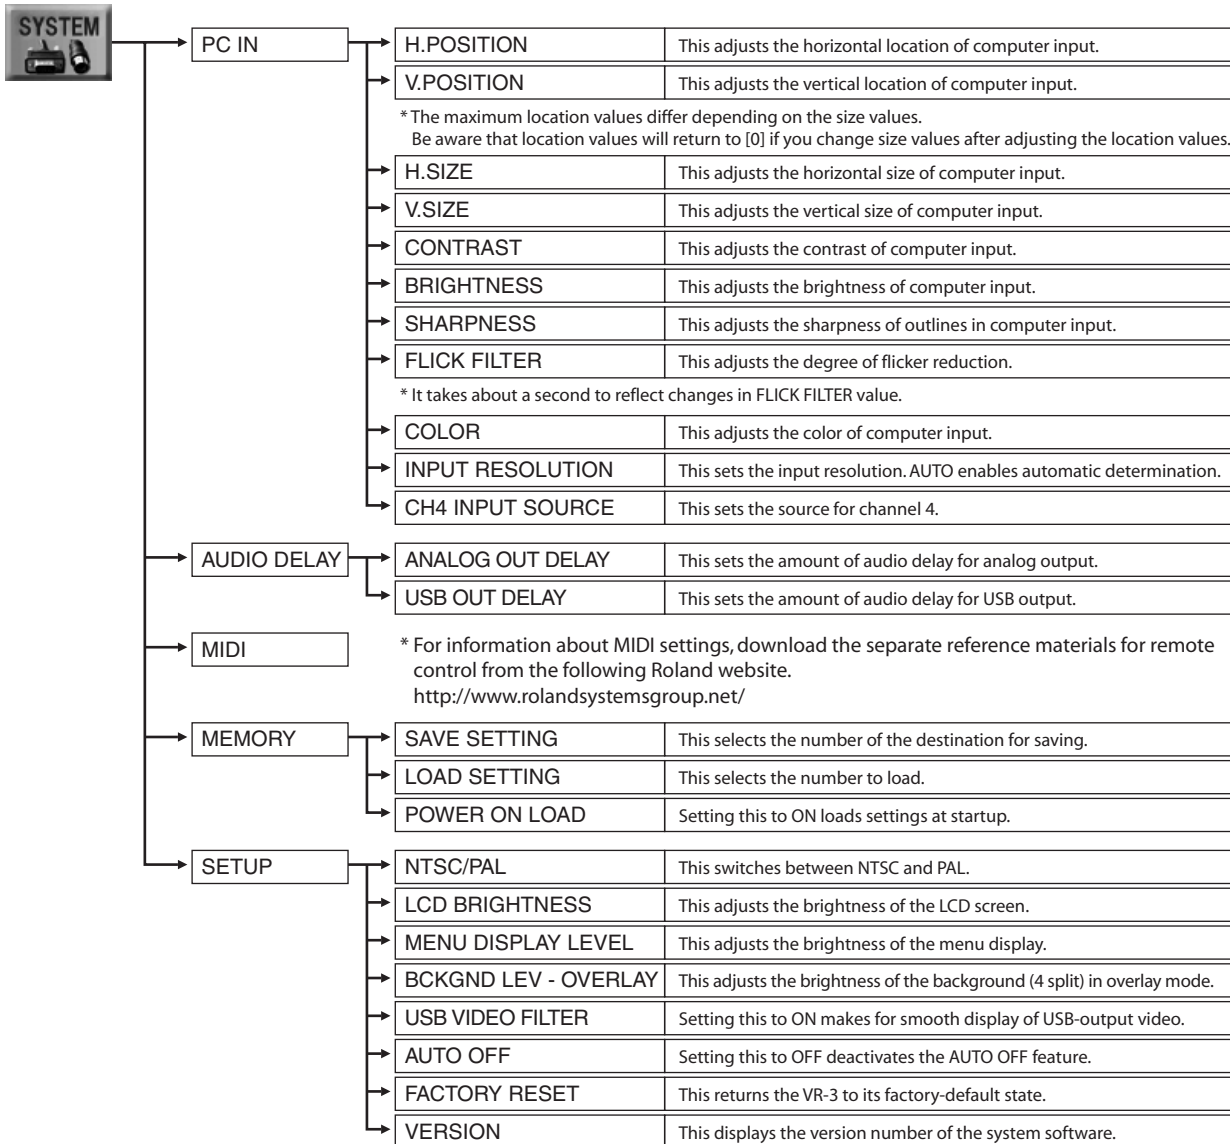 SYSTEM
PC IN
H.POSITION This adjusts the horizontal location of computer input.
V.POSITION This adjusts the vertical location of computer input.
* The maximum location values differ depending on the size values.
Be aware that location values will return to [0] if you change size values after adjusting the location values.
H.SIZE This adjusts the horizontal size of computer input.
V.SIZE This adjusts the vertical size of computer input.
CONTRAST This adjusts the contrast of computer input.
BRIGHTNESS This adjusts the brightness of computer input.
SHARPNESS This adjusts the sharpness of outlines in computer input.
FLICK FILTER This adjusts the degree of flicker reduction.
* It takes about a second to reflect changes in FLICK FILTER value.
COLOR This adjusts the color of computer input.
INPUT RESOLUTION This sets the input resolution. AUTO enables automatic determination.
CH4 INPUT SOURCE This sets the source for channel 4.
AUDIO DELAY
ANALOG OUT DELAY This sets the amount of audio delay for analog output.
USB OUT DELAY This sets the amount of audio delay for USB output.
MIDI
* For information about MIDI settings, download the separate reference materials for remote
control from the following Roland website.
http://www.rolandsystemsgroup.net/
MEMORY
SAVE SETTING This selects the number of the destination for saving.
LOAD SETTING This selects the number to load.
POWER ON LOAD Setting this to ON loads settings at startup.
SETUP
NTSC/PAL This switches between NTSC and PAL.
LCD BRIGHTNESS This adjusts the brightness of the LCD screen.
MENU DISPLAY LEVEL This adjusts the brightness of the menu display.
BCKGND LEV - OVERLAY This adjusts the brightness of the background (4 split) in overlay mode.
USB VIDEO FILTER Setting this to ON makes for smooth display of USB-output video.
AUTO OFF Setting this to OFF deactivates the AUTO OFF feature.
FACTORY RESET This returns the VR-3 to its factory-default state.
VERSION This displays the version number of the system software.